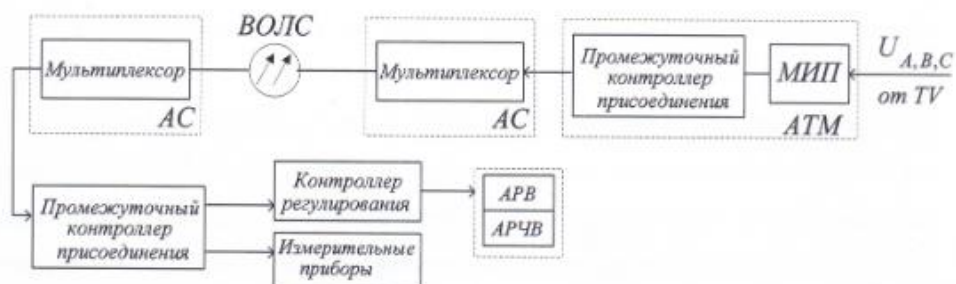 ВОЛС
Мультиплексор
АС
Мультиплексор
АС
Промежуточный
контроллер
присоединения
МИП
АТМ
U A,B,C
от TV
Промежуточный
контроллер
присоединения
Контроллер
регулирования
Измерительные
приборы
АРВ
АРЧВ